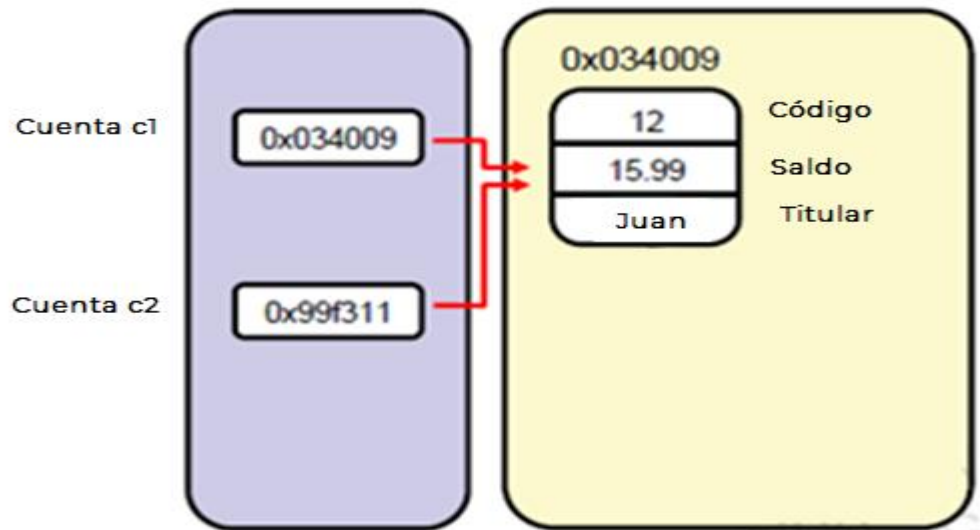 0x034009
Cuenta c1
0x034009
12
Código
15.99
Saldo
Juan
Titular
Cuenta c2
0x99f311